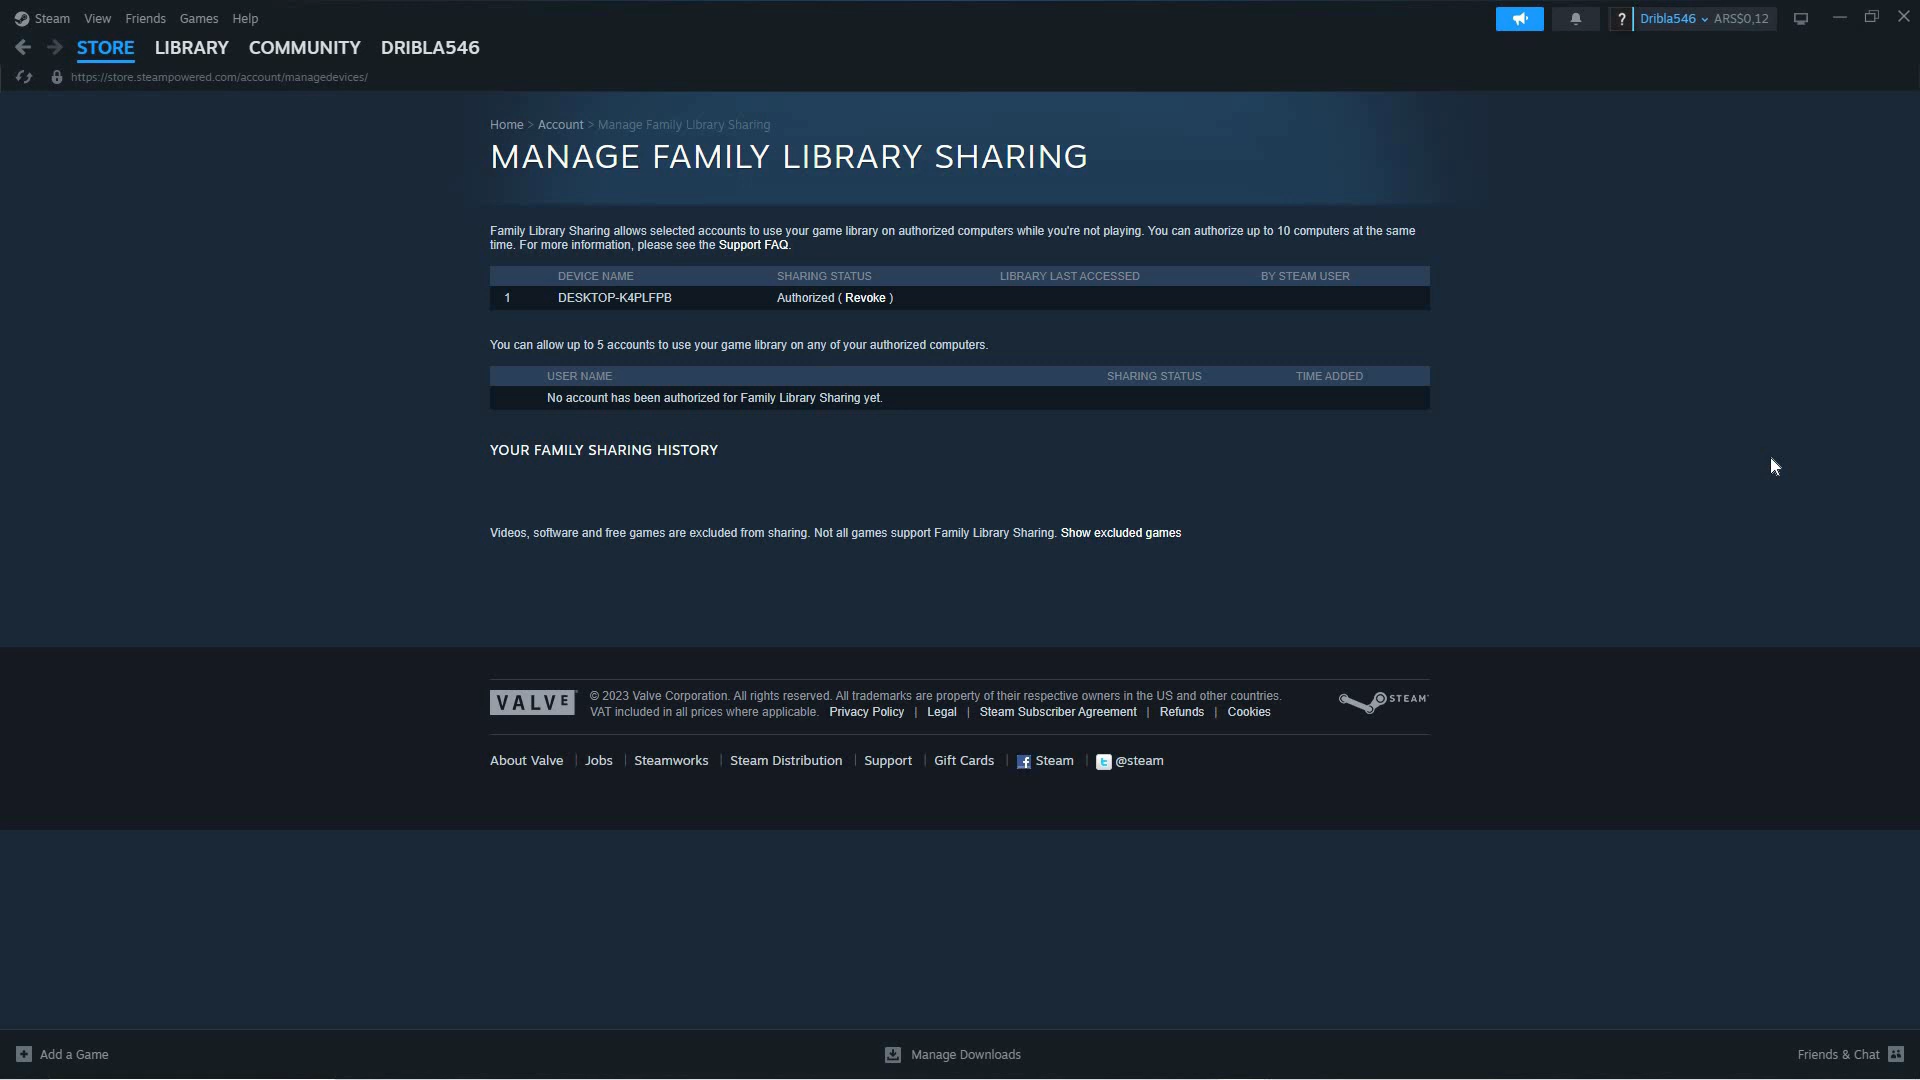 Steam View Friends Games Help
? Dribla546 ARS$0,12
STORE LIBRARY COMMUNITY DRIBLA546
https://store.steampowered.com/account/managedevices/
Home > Account > Manage Family Library Sharing
MANAGE FAMILY LIBRARY SHARING
Family Library Sharing allows selected accounts to use your game library on authorized computers while you're not playing. You can authorize up to 10 computers at the same
time. For more information, please see the Support FAQ.
DEVICE NAME SHARING STATUS LIBRARY LAST ACCESSED BY STEAM USER
1 DESKTOP-K4PLFPB Authorized ( Revoke )
You can allow up to 5 accounts to use your game library on any of your authorized computers.
USER NAME SHARING STATUS TIME ADDED
No account has been authorized for Family Library Sharing yet.
YOUR FAMILY SHARING HISTORY
Videos, software and free games are excluded from sharing. Not all games support Family Library Sharing. Show excluded games
VALVE © 2023 Valve Corporation. All rights reserved. All trademarks are property of their respective owners in the US and other countries. STEAM
VAT included in all prices where applicable. Privacy Policy | Legal | Steam Subscriber Agreement | Refunds | Cookies
About Valve | Jobs | Steamworks | Steam Distribution | Support | Gift Cards | f Steam | t @steam
Add a Game Manage Downloads Friends & Chat